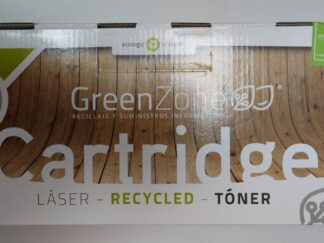 GreenZone
RECICLAJE Y SUMINISTROS INFORMÁTICOS
Cartridge
LÁSER – RECYCLED – TÓNER